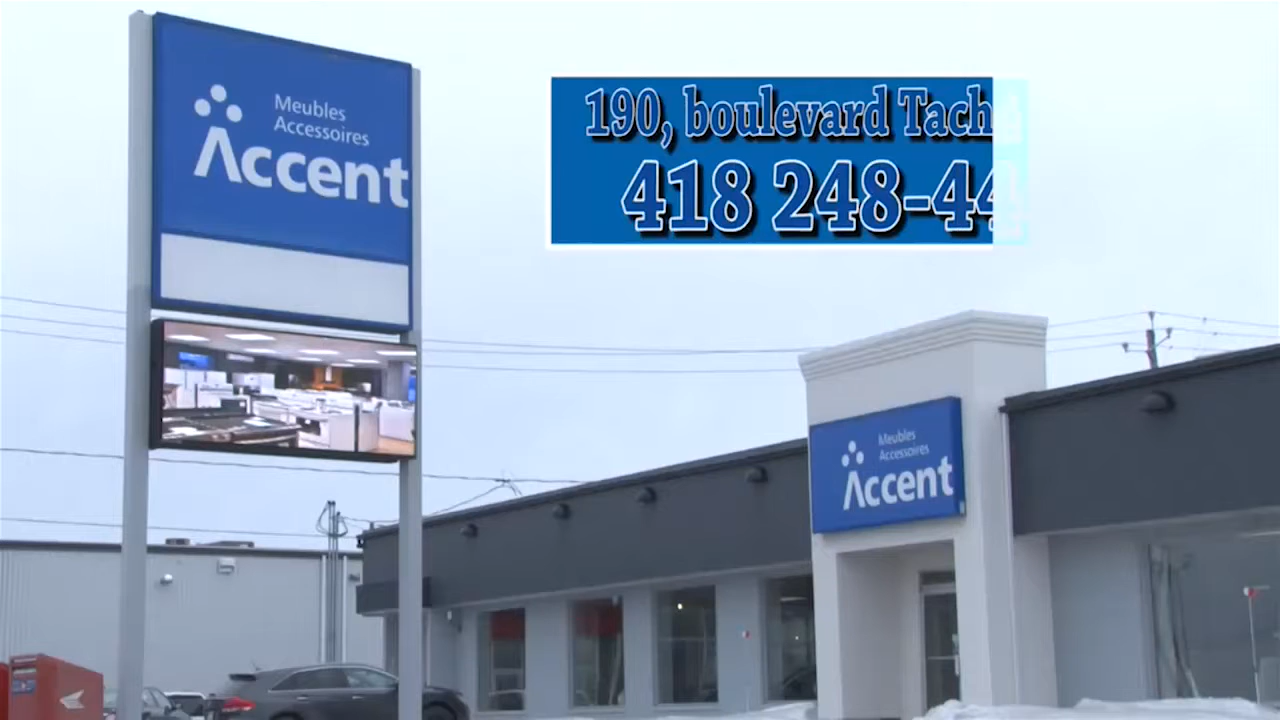 Meubles
Accessoires
Accent
190, boulevard Tach
418 248-44
Meubles
Accessoires
Accent